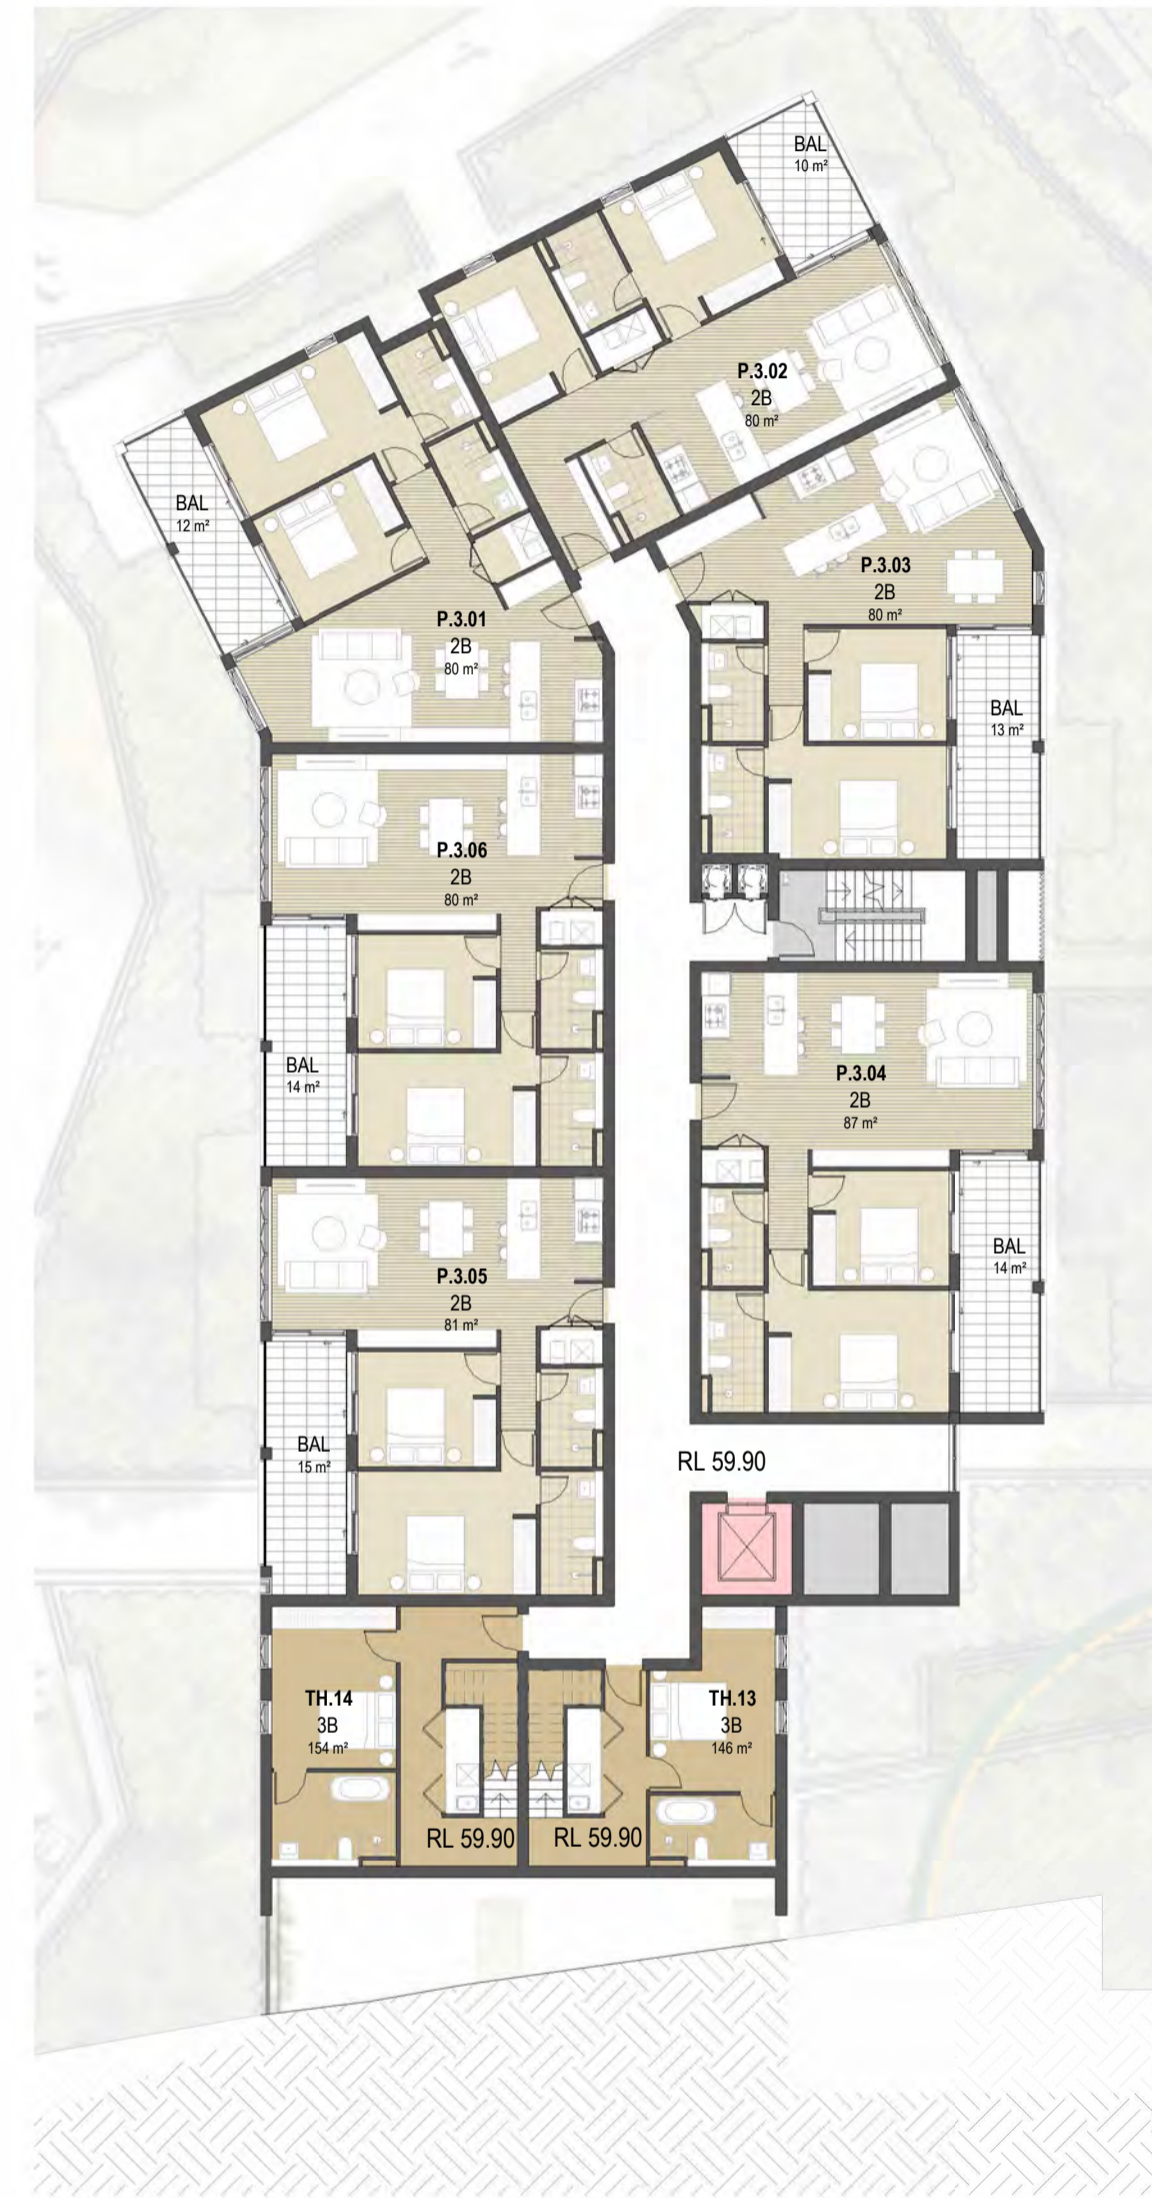 BAL
10 m²
P.3.02
2B
80 m²
BAL
12 m²
P.3.03
2B
80 m²
P.3.01
2B
80 m²
BAL
13 m²
P.3.06
2B
80 m²
BAL
14 m²
P.3.04
2B
87 m²
BAL
14 m²
P.3.05
2B
81 m²
BAL
15 m²
RL 59.90
TH.14
3B
154 m²
TH.13
3B
146 m²
RL 59.90
RL 59.90